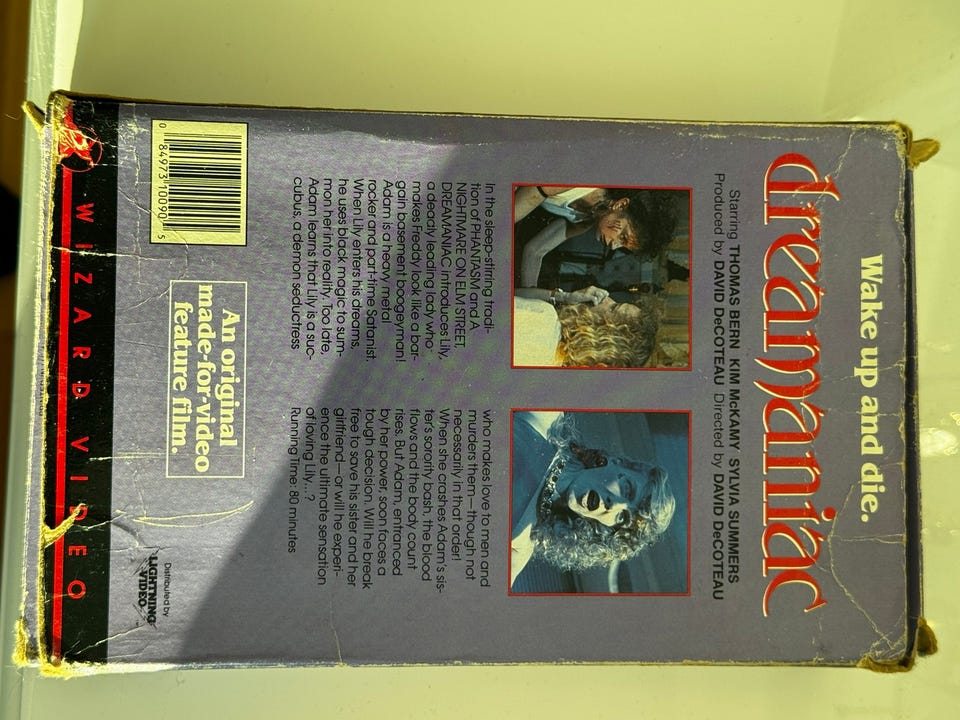 Wake up and die.
dreamaniac
Starring THOMAS BERN KIM McKAMY SYLVIA SUMMERS
Produced by DAVID DeCOTEAU Directed by DAVID DeCOTEAU
In the sleep-stirring tradi-
tion of PHANTASM and A
NIGHTMARE ON ELM STREET,
DREAMANIAC introduces Lily,
a deadly leading lady who
makes Freddy look like a bar-
gain basement boogeyman!
Adam is a heavy metal
rocker and part-time Satanist.
When Lily enters his dreams,
he uses black magic to sum-
mon her into reality. Too late,
Adam learns that Lily is a suc-
cubus, a demon seductress
who makes love to men and
murders them—though not
necessarily in that order!
When she crashes Adam's sis-
ter's sorority bash, the blood
flows and the body count
rises. But Adam, entranced
by her power, soon faces a
tough decision. Will he break
free to save his sister and her
girlfriend—or will he experi-
ence the ultimate sensation
of loving Lily...?
Running Time: 80 minutes
An original
made-for-video
feature film.
0 84973 10090 5
Distributed by
LIGHTNING
VIDEO™
WIZARD VIDEO